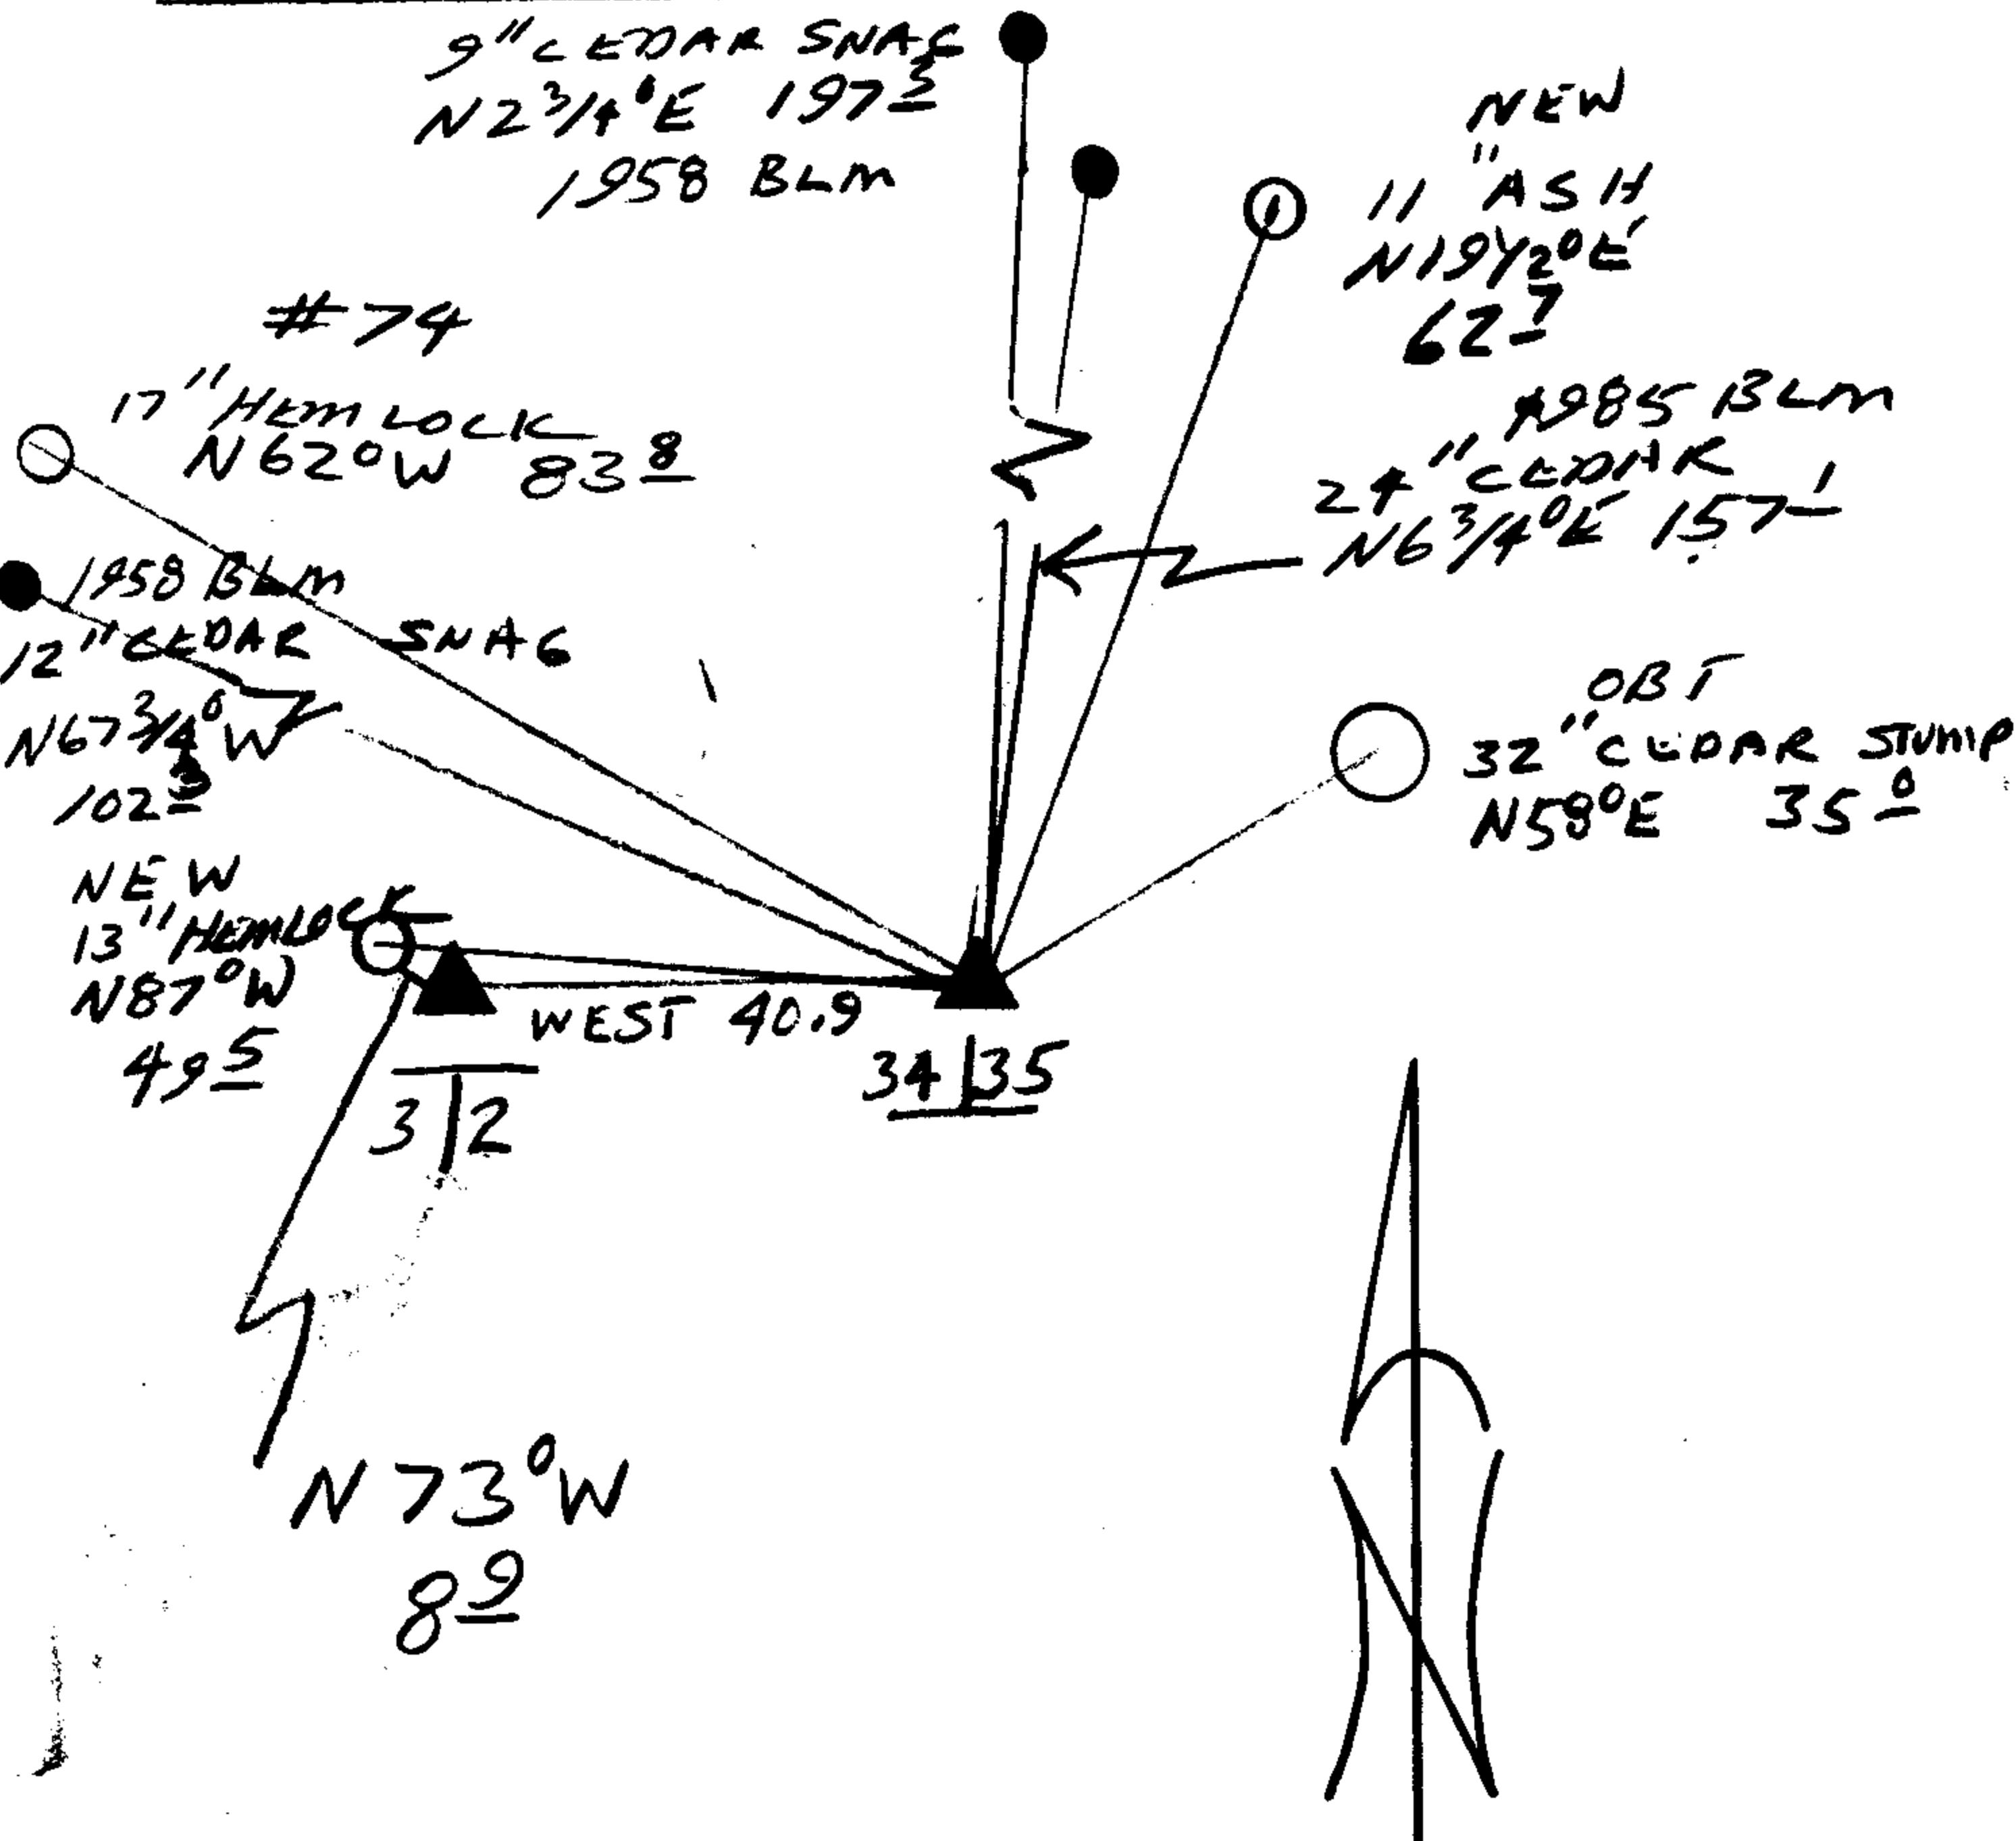 9" CEDAR SNAG
N2 3/4°E 197 5
1958 BLM
NEW
11" ASH
N19 1/2°E
62 7
#74
17" HEMLOCK
N62°W 83 8
1985 BLM
24" CEDAR
N6 3/4°E 157 1
1958 BLM
12" CEDAR SNAG
N67 3/4°W
102 3
OBT
32" CEDAR STUMP
N58°E 35 0
NEW
13" HEMLOCK
N87°W
49 5
WEST 40.9
34|35
3|2
N73°W
8 9